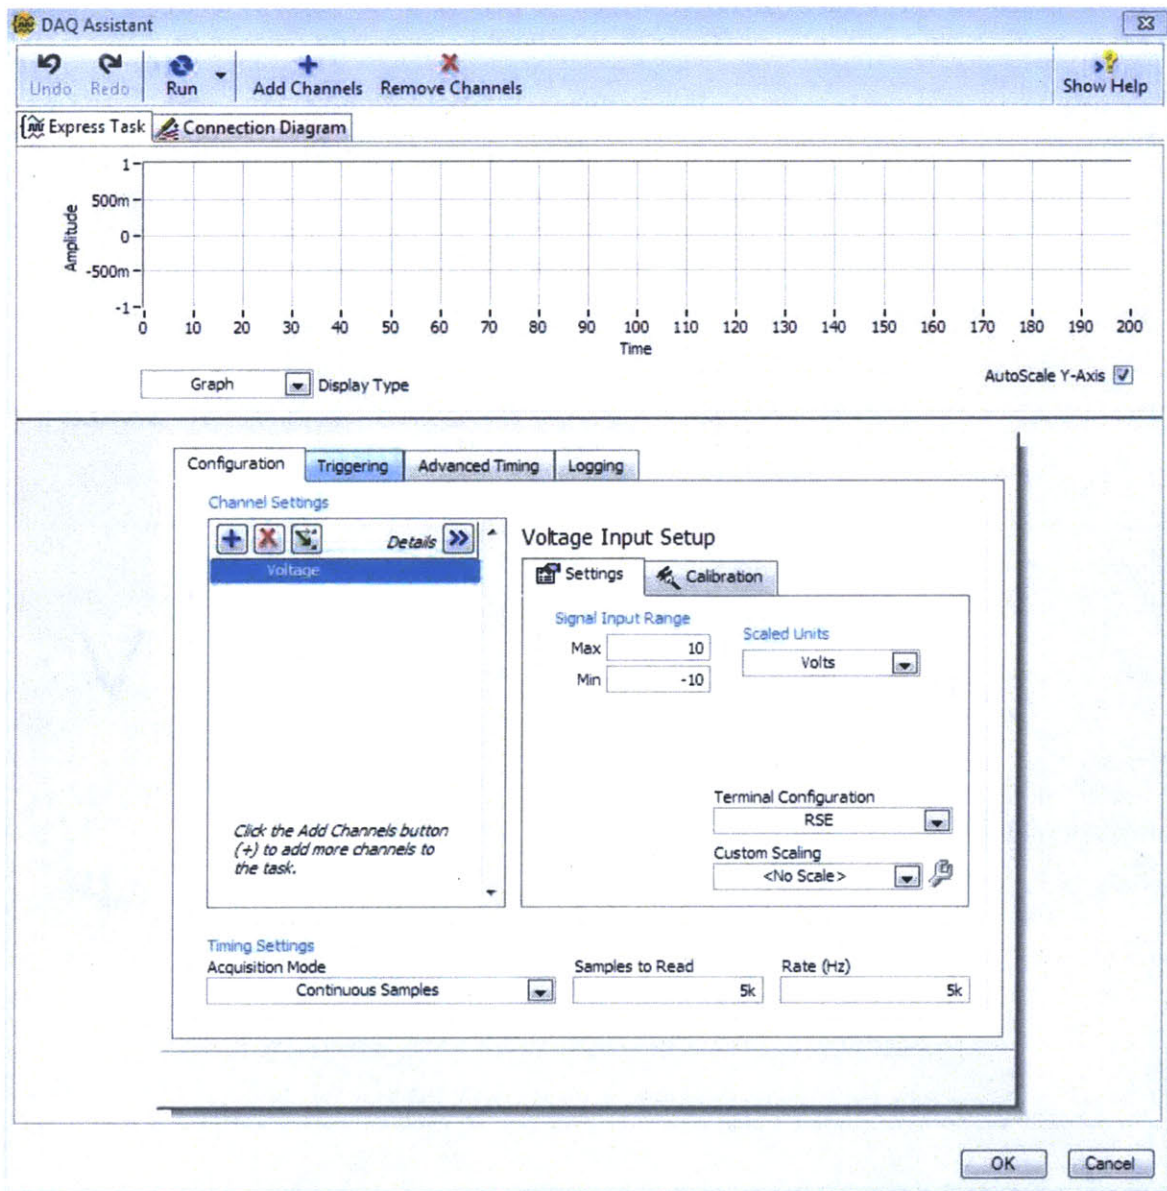 DAQ Assistant
Undo Redo Run Add Channels Remove Channels Show Help
Express Task Connection Diagram
1
500m
0
-500m
-1
Amplitude
0 10 20 30 40 50 60 70 80 90 100 110 120 130 140 150 160 170 180 190 200
Time
Graph Display Type AutoScale Y-Axis
Configuration Triggering Advanced Timing Logging
Channel Settings
Details
Voltage
Click the Add Channels button
(+) to add more channels to
the task.
Voltage Input Setup
Settings Calibration
Signal Input Range
Max 10
Min -10
Scaled Units
Volts
Terminal Configuration
RSE
Custom Scaling
<No Scale>
Timing Settings
Acquisition Mode Samples to Read Rate (Hz)
Continuous Samples 5k 5k
OK Cancel